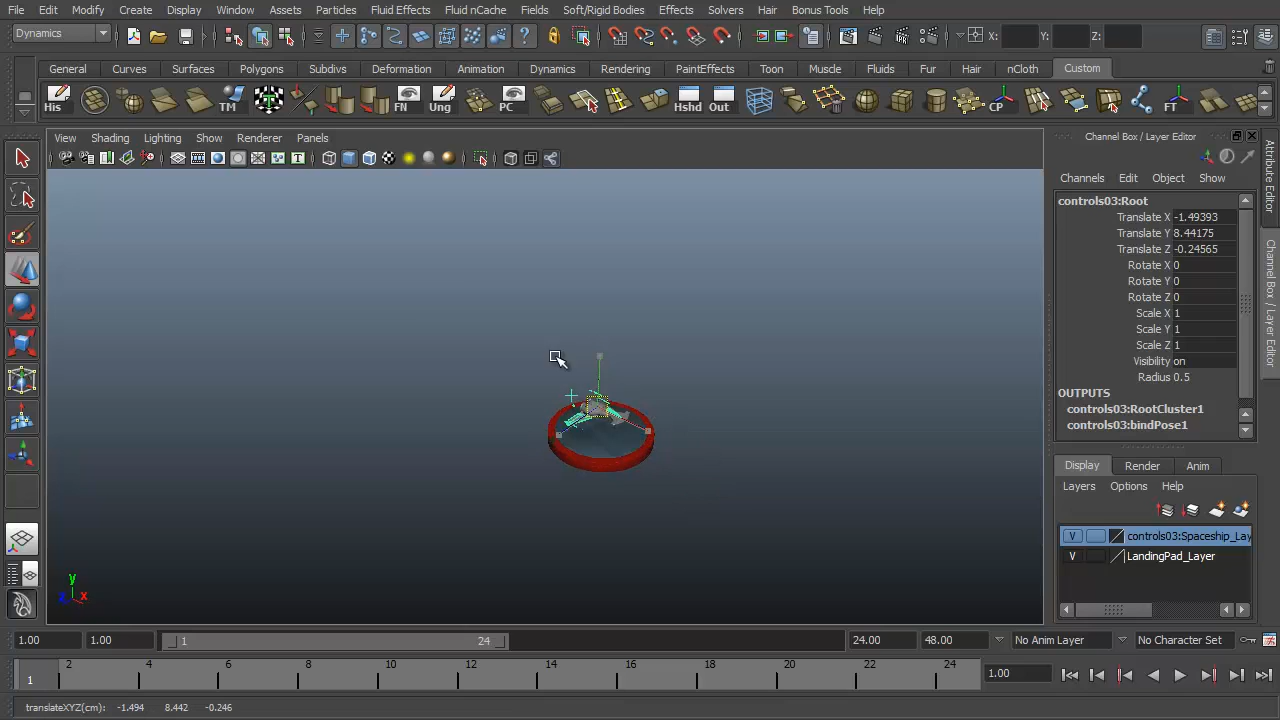 File Edit Modify Create Display Window Assets Particles Fluid Effects Fluid nCache Fields Soft/Rigid Bodies Effects Solvers Hair Bonus Tools Help
Dynamics X: Y: Z:
General Curves Surfaces Polygons Subdivs Deformation Animation Dynamics Rendering PaintEffects Toon Muscle Fluids Fur Hair nCloth Custom
His TM FN Ung PC Hshd Out CP FT
View Shading Lighting Show Renderer Panels
Channel Box / Layer Editor
Channels Edit Object Show
controls03:Root
Translate X -1.49393
Translate Y 8.44175
Translate Z -0.24565
Rotate X 0
Rotate Y 0
Rotate Z 0
Scale X 1
Scale Y 1
Scale Z 1
Visibility on
Radius 0.5
OUTPUTS
controls03:RootCluster1
controls03:bindPose1
Display Render Anim
Layers Options Help
V controls03:Spaceship_Lay
V LandingPad_Layer
Attribute Editor
Channel Box / Layer Editor
y
z x
1.00 1.00 1 24 24.00 48.00 No Anim Layer No Character Set
1 2 4 6 8 10 12 14 16 18 20 22 24 1.00
translateXYZ(cm): -1.494 8.442 -0.246